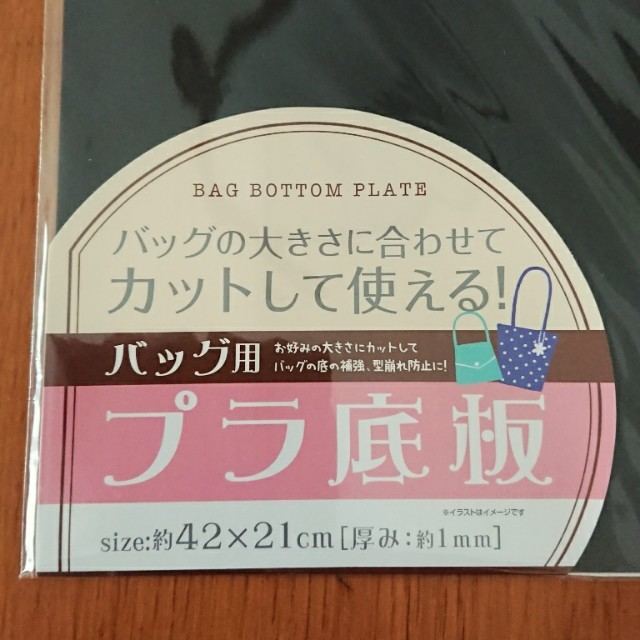 BAG BOTTOM PLATE
バッグの大きさに合わせて
カットして使える!
バッグ用
お好みの大きさにカットして
バッグの底の補強、型崩れ防止に!
プラ底板
※イラストはイメージです
size:約42×21cm[厚み:約1mm]